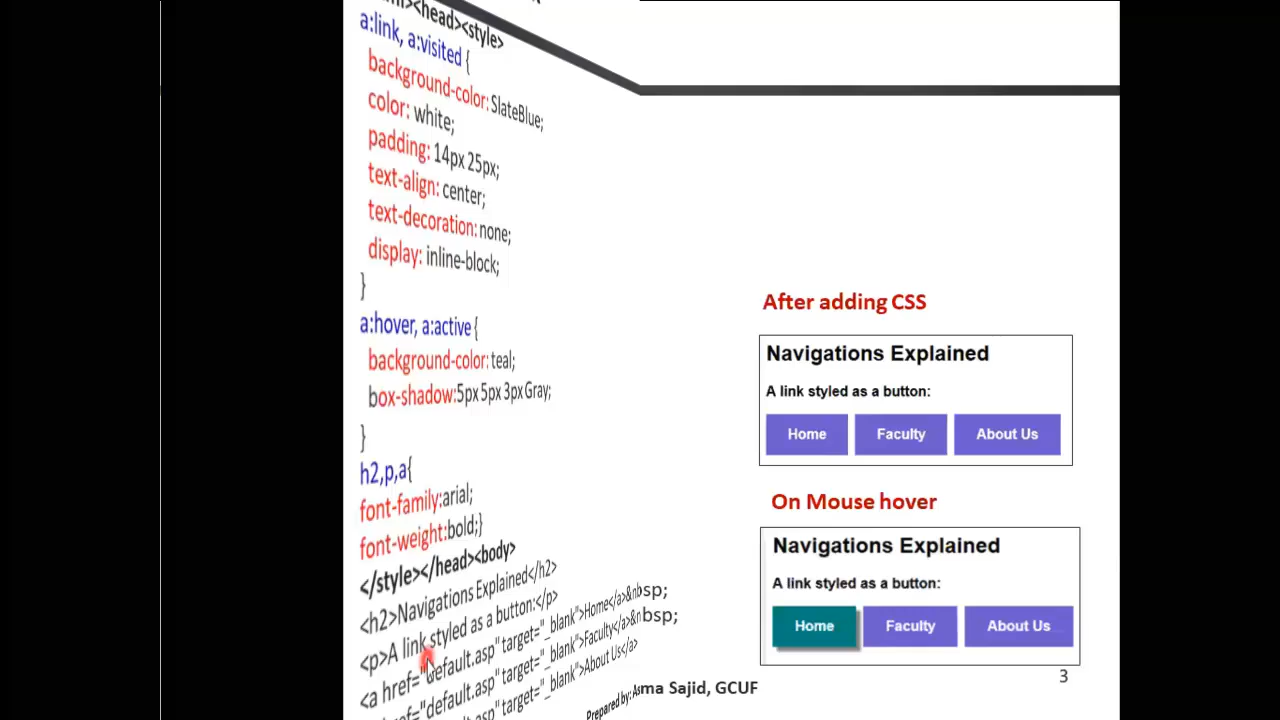 <head><style>
a:link, a:visited {
background-color: SlateBlue;
color: white;
padding: 14px 25px;
text-align: center;
text-decoration: none;
display: inline-block;
}
a:hover, a:active {
background-color: teal;
box-shadow:5px 5px 3px Gray;
}
h2,p,a{
font-family:arial;
font-weight:bold;}
</style></head><body>
<h2>Navigations Explained</h2>
<p>A link styled as a button:</p>
<a href="default.asp" target="_blank">Home</a>&nbsp;
href="default.asp" target="_blank">Faculty</a>&nbsp;
target="_blank">About Us</a>
After adding CSS
Navigations Explained
A link styled as a button:
Home Faculty About Us
On Mouse hover
Navigations Explained
A link styled as a button:
Home Faculty About Us
Prepared by: Asma Sajid, GCUF
3